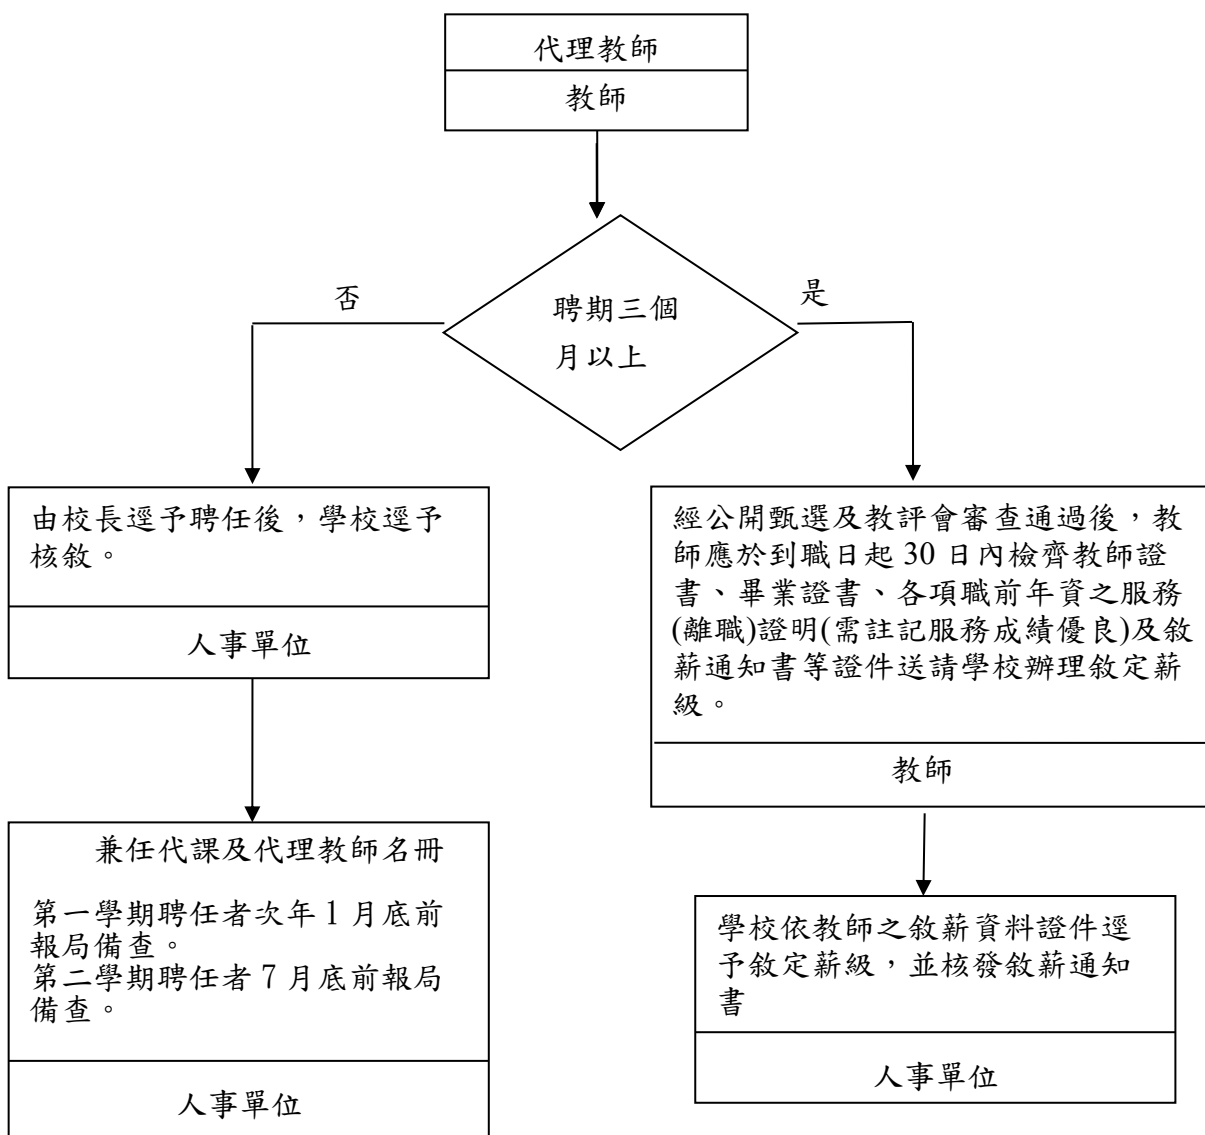 代理教師
教師
否
是
聘期三個
月以上
由校長逕予聘任後，學校逕予
核敘。
人事單位
經公開甄選及教評會審查通過後，教
師應於到職日起 30 日內檢齊教師證
書、畢業證書、各項職前年資之服務
(離職)證明(需註記服務成績優良)及敘
薪通知書等證件送請學校辦理敘定薪
級。
教師
兼任代課及代理教師名冊
第一學期聘任者次年 1 月底前
報局備查。
第二學期聘任者 7 月底前報局
備查。
人事單位
學校依教師之敘薪資料證件逕
予敘定薪級，並核發敘薪通知
書
人事單位